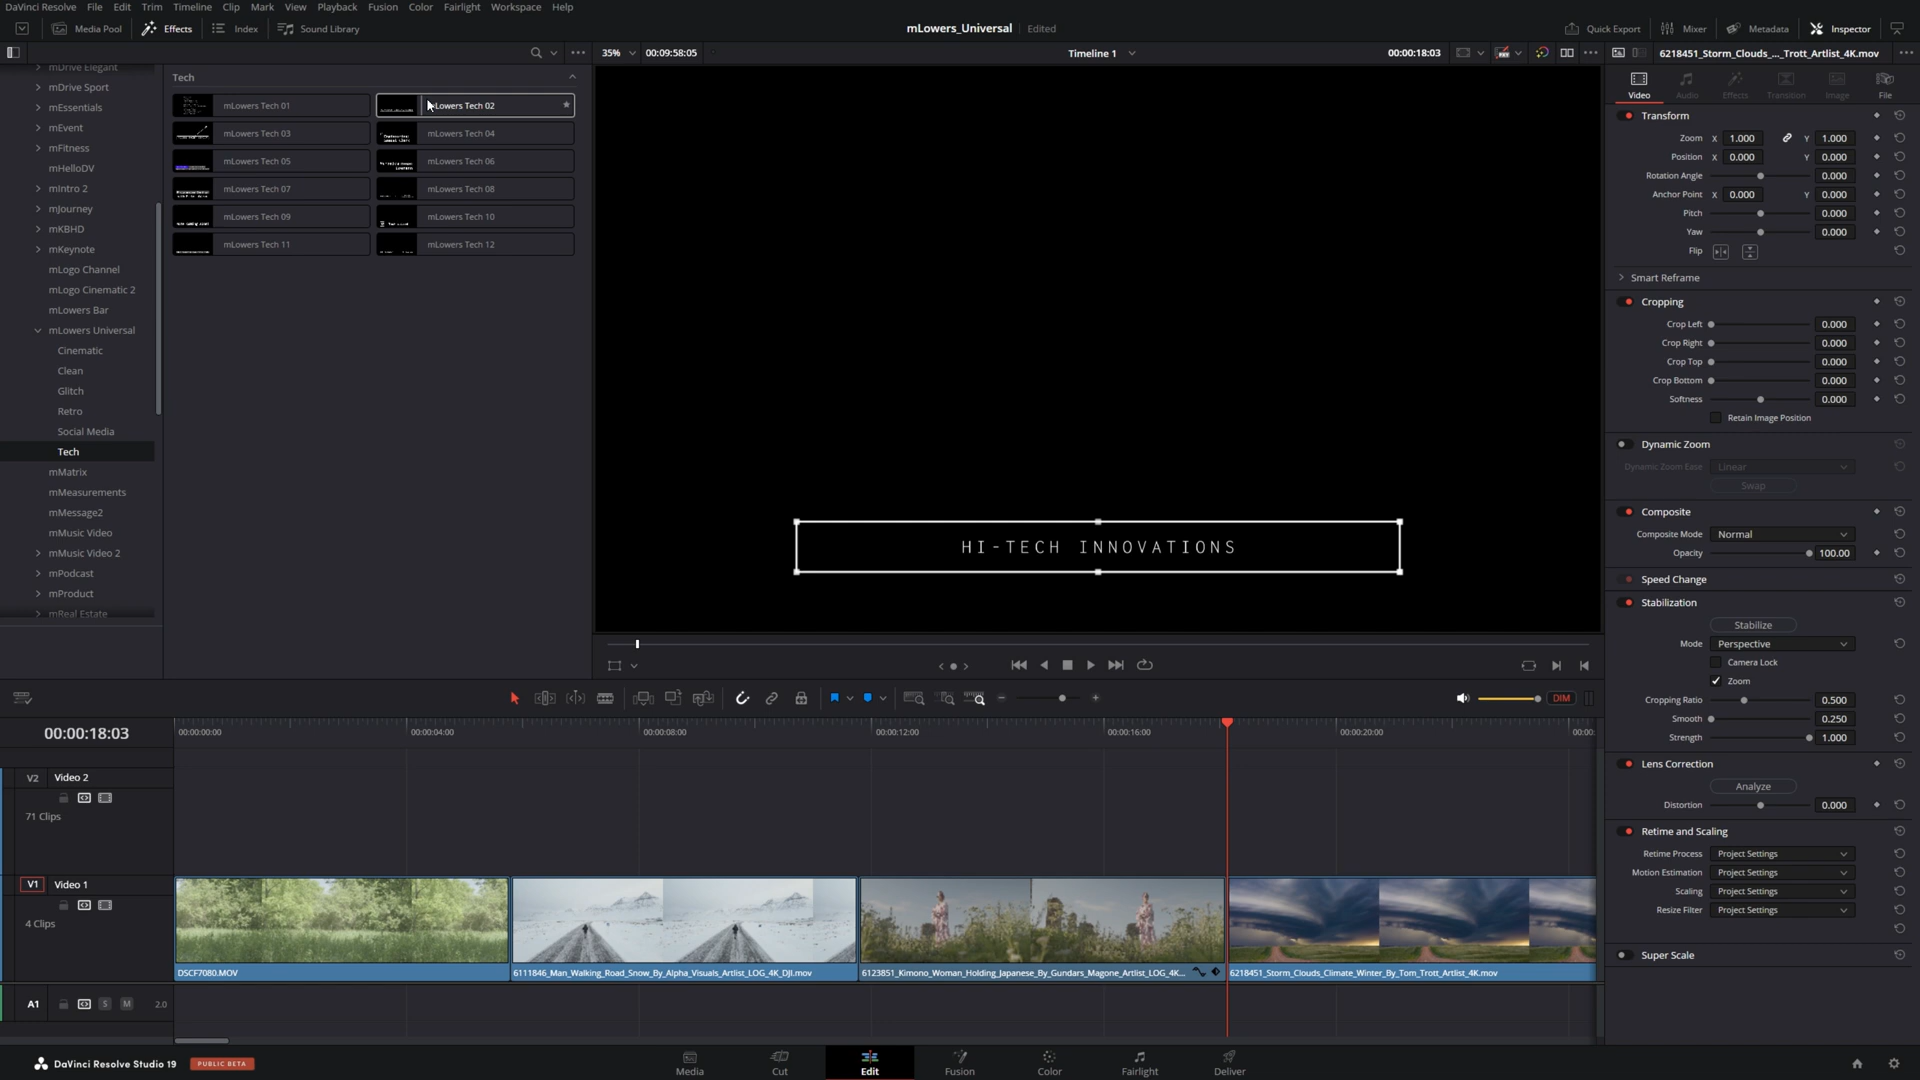 DaVinci Resolve File Edit Trim Timeline Clip Mark View Playback Fusion Color Fairlight Workspace Help
Media Pool Effects Index Sound Library mLowers_Universal Edited Quick Export Mixer Metadata Inspector
35% 00:09:58:05 Timeline 1 00:00:18:03 6218451_Storm_Clouds_..._Trott_Artlist_4K.mov
mDrive Elegant
mDrive Sport
mEssentials
mEvent
mFitness
mHelloDV
mIntro 2
mJourney
mKBHD
mKeynote
mLogo Channel
mLogo Cinematic 2
mLowers Bar
mLowers Universal
Cinematic
Clean
Glitch
Retro
Social Media
Tech
mMatrix
mMeasurements
mMessage2
mMusic Video
mMusic Video 2
mPodcast
mProduct
mReal Estate
Tech
mLowers Tech 01 mLowers Tech 02
mLowers Tech 03 mLowers Tech 04
mLowers Tech 05 mLowers Tech 06
mLowers Tech 07 mLowers Tech 08
mLowers Tech 09 mLowers Tech 10
mLowers Tech 11 mLowers Tech 12
HI-TECH INNOVATIONS
Video Audio Effects Transition Image File
Transform
Zoom X 1.000 Y 1.000
Position X 0.000 Y 0.000
Rotation Angle 0.000
Anchor Point X 0.000 Y 0.000
Pitch 0.000
Yaw 0.000
Flip
Smart Reframe
Cropping
Crop Left 0.000
Crop Right 0.000
Crop Top 0.000
Crop Bottom 0.000
Softness 0.000
Retain Image Position
Dynamic Zoom
Dynamic Zoom Ease Linear
Swap
Composite
Composite Mode Normal
Opacity 100.00
Speed Change
Stabilization
Stabilize
Mode Perspective
Camera Lock
Zoom
Cropping Ratio 0.500
Smooth 0.250
Strength 1.000
Lens Correction
Analyze
Distortion 0.000
Retime and Scaling
Retime Process Project Settings
Motion Estimation Project Settings
Scaling Project Settings
Resize Filter Project Settings
Super Scale
DIM
00:00:18:03 00:00:00:00 00:00:04:00 00:00:08:00 00:00:12:00 00:00:16:00 00:00:20:00 00:00:
V2 Video 2
71 Clips
V1 Video 1
4 Clips
DSCF7080.MOV 6111846_Man_Walking_Road_Snow_By_Alpha_Visuals_Artlist_LOG_4K_DJI.mov 6123851_Kimono_Woman_Holding_Japanese_By_Gundars_Magone_Artlist_LOG_4K... 6218451_Storm_Clouds_Climate_Winter_By_Tom_Trott_Artlist_4K.mov
A1 S M 2.0
DaVinci Resolve Studio 19 PUBLIC BETA Media Cut Edit Fusion Color Fairlight Deliver